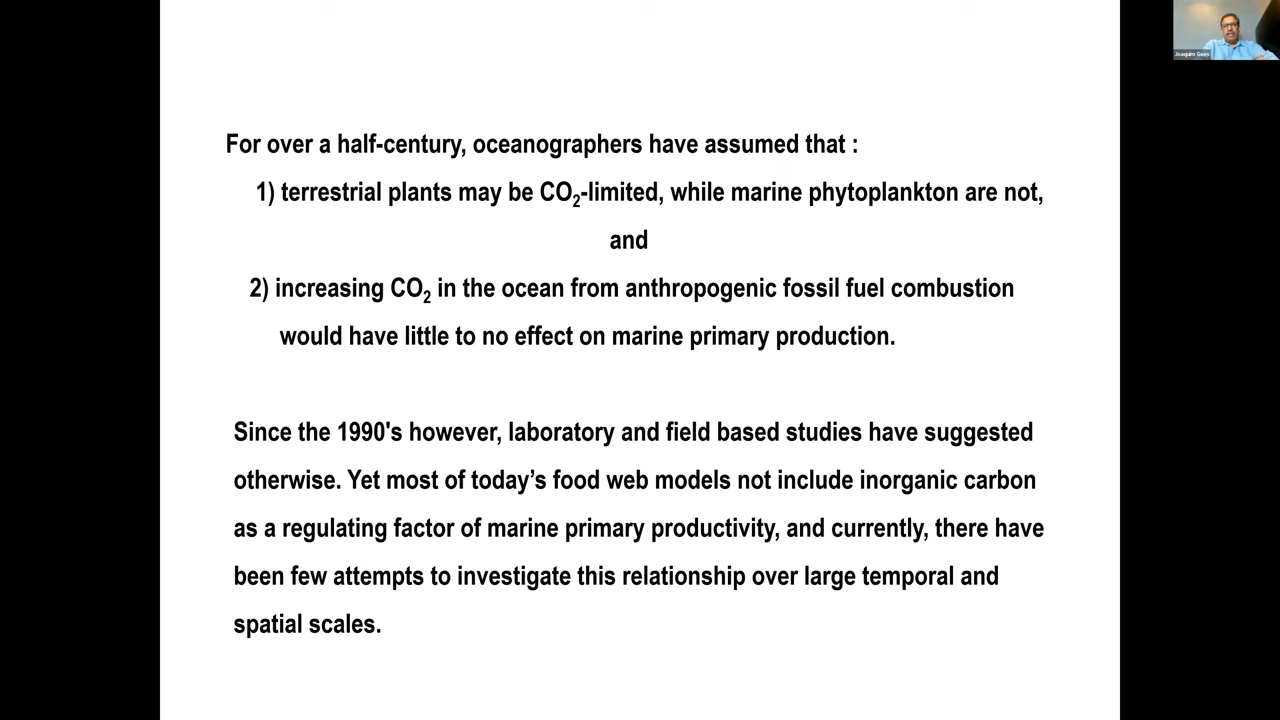 For over a half-century, oceanographers have assumed that :
1) terrestrial plants may be CO₂-limited, while marine phytoplankton are not,
and
2) increasing CO₂ in the ocean from anthropogenic fossil fuel combustion
would have little to no effect on marine primary production.
Since the 1990's however, laboratory and field based studies have suggested
otherwise. Yet most of today’s food web models not include inorganic carbon
as a regulating factor of marine primary productivity, and currently, there have
been few attempts to investigate this relationship over large temporal and
spatial scales.
Joaquim Goes